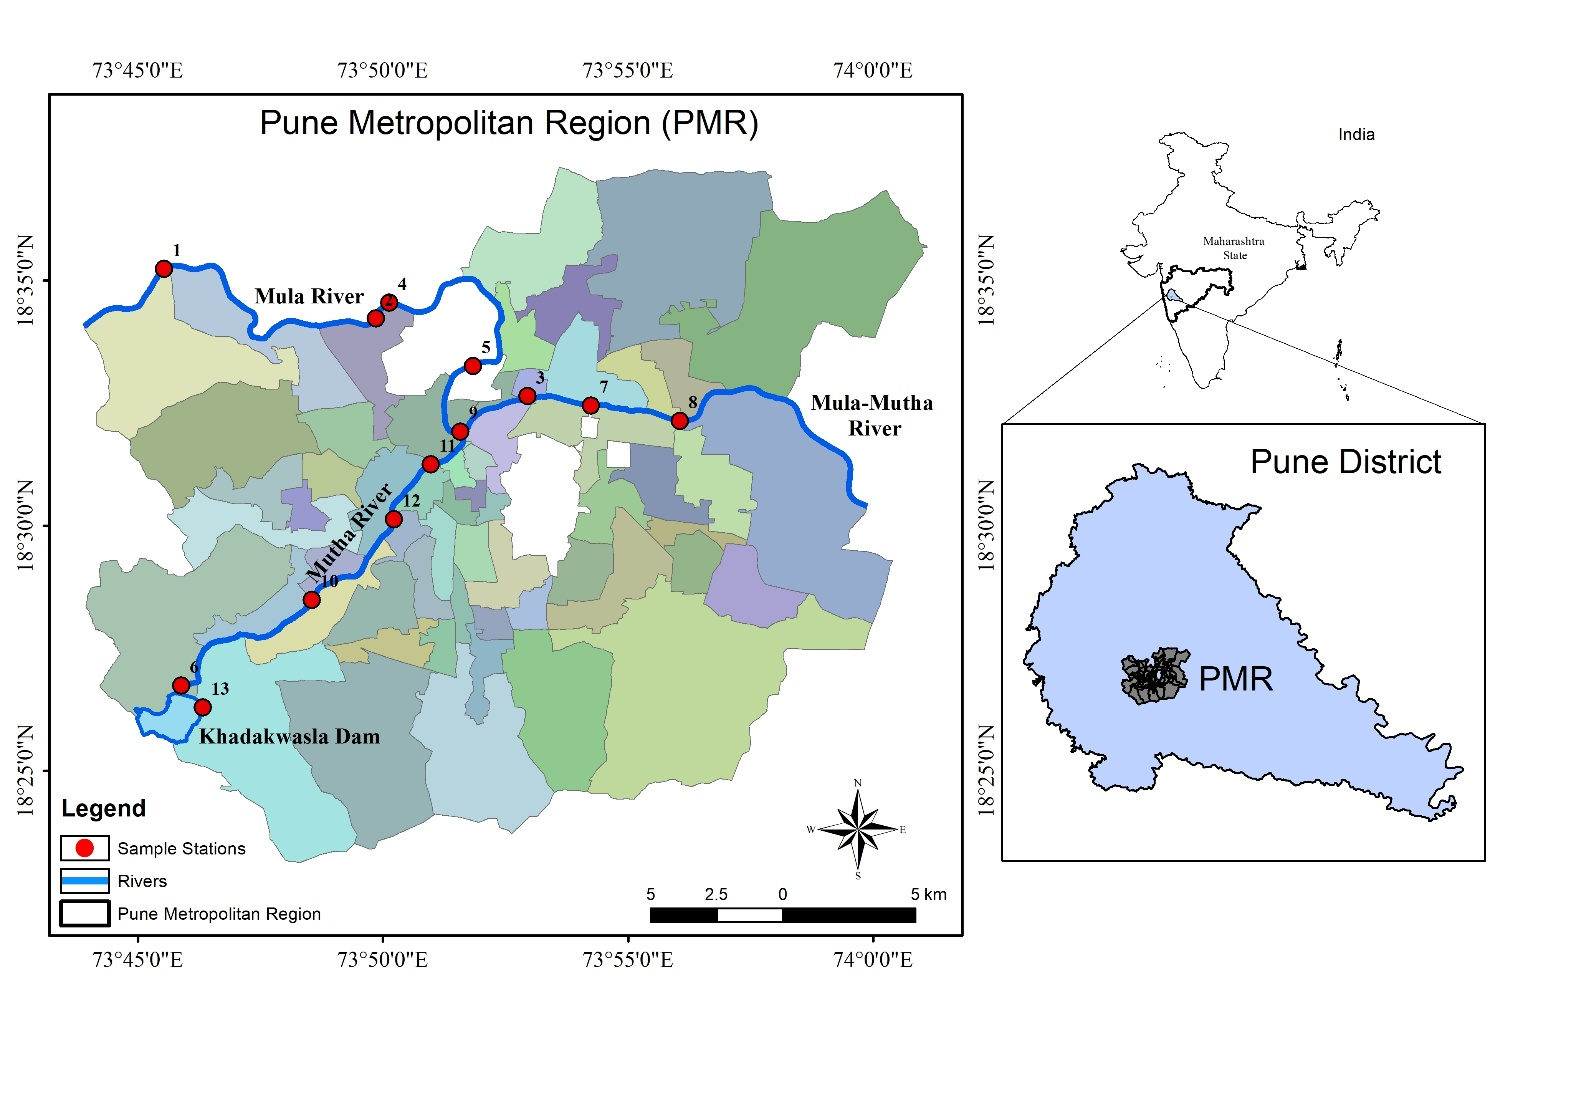 73°45'0"E 73°50'0"E 73°55'0"E 74°0'0"E
Pune Metropolitan Region (PMR)
18°35'0"N
18°30'0"N
18°25'0"N
1
Mula River
4
2
5
3
7
8
9
Mula-Mutha
River
11
12
Mutha River
10
6
13
Khadakwasla Dam
Legend
Sample Stations
Rivers
Pune Metropolitan Region
N
W E
S
5 2.5 0 5 km
73°45'0"E 73°50'0"E 73°55'0"E 74°0'0"E
18°35'0"N
18°30'0"N
18°25'0"N
India
Maharashtra
State
Pune District
PMR